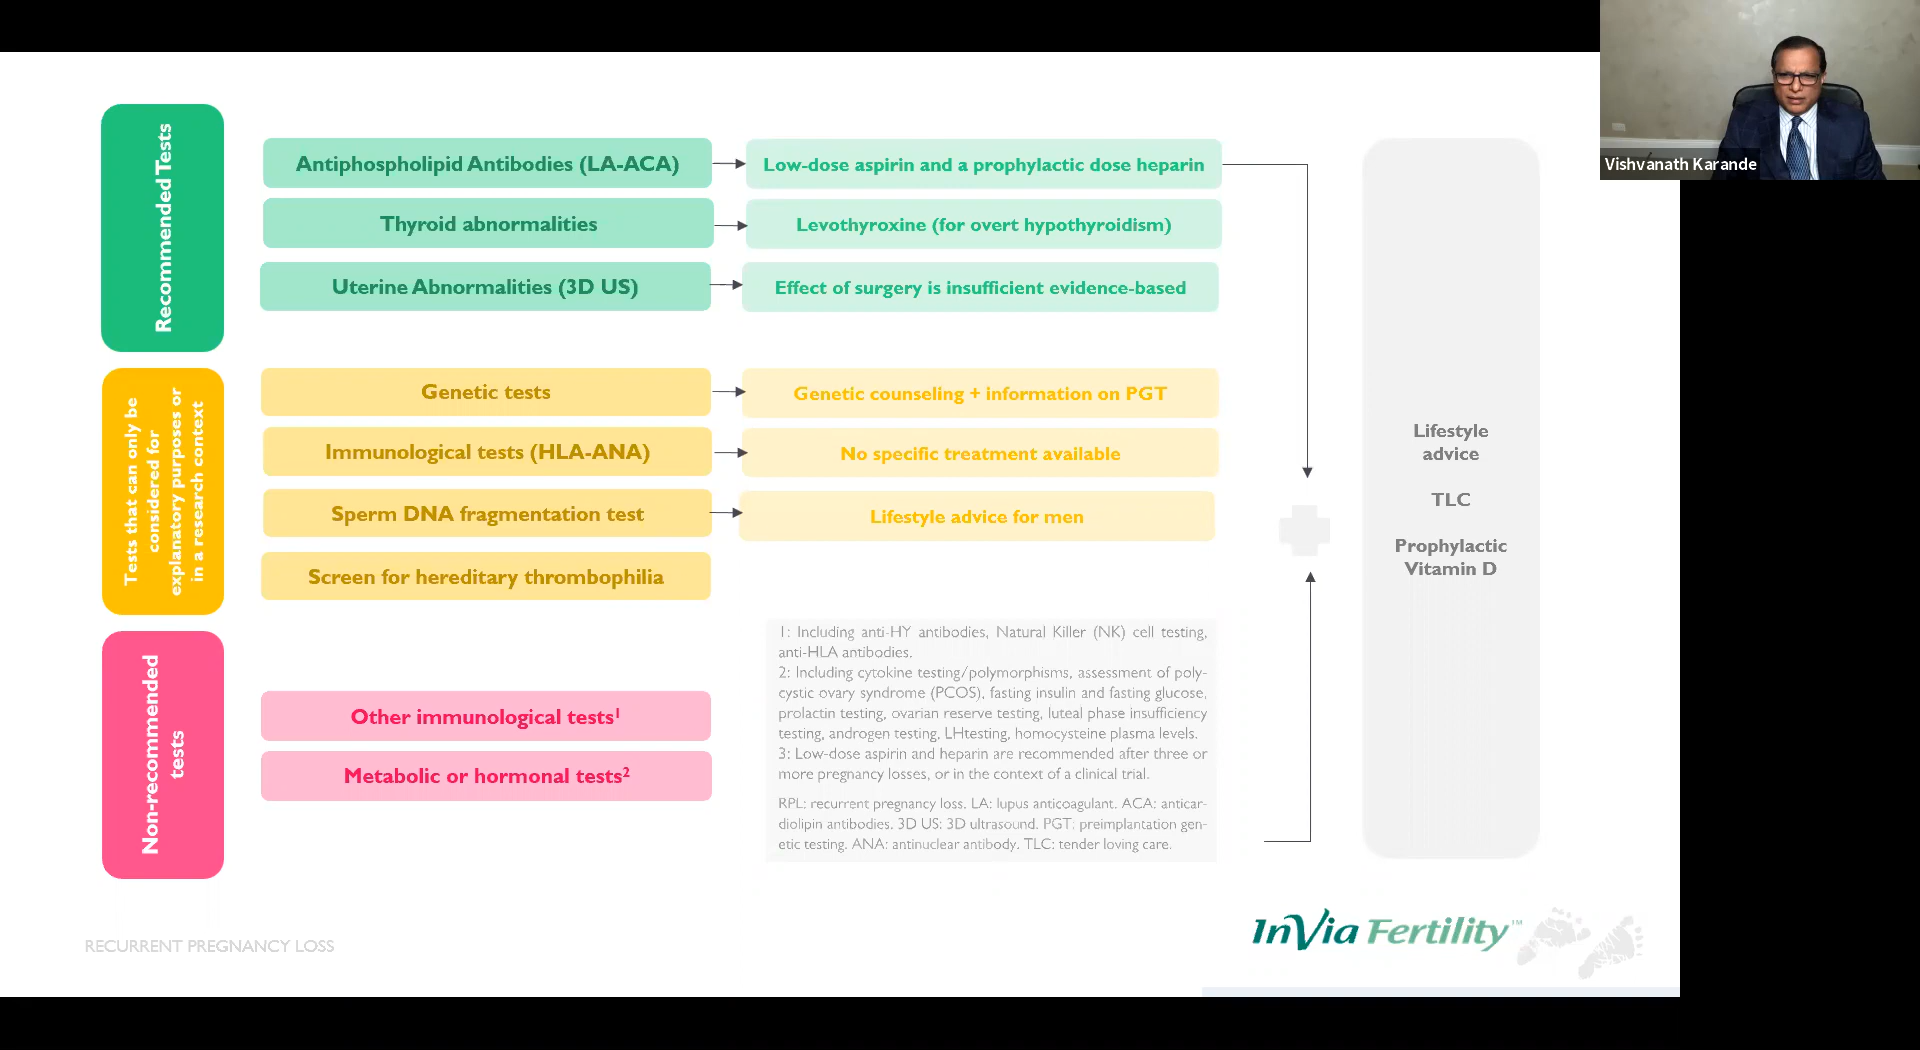 Vishvanath Karande
Recommended Tests
Antiphospholipid Antibodies (LA-ACA)
Low-dose aspirin and a prophylactic dose heparin
Thyroid abnormalities
Levothyroxine (for overt hypothyroidism)
Uterine Abnormalities (3D US)
Effect of surgery is insufficient evidence-based
Tests that can only be
considered for
explanatory purposes or
in a research context
Genetic tests
Genetic counseling + information on PGT
Immunological tests (HLA-ANA)
No specific treatment available
Sperm DNA fragmentation test
Lifestyle advice for men
Screen for hereditary thrombophilia
Non-recommended
tests
Other immunological tests¹
Metabolic or hormonal tests²
1: Including anti-HY antibodies, Natural Killer (NK) cell testing,
anti-HLA antibodies.
2: Including cytokine testing/polymorphisms, assessment of poly-
cystic ovary syndrome (PCOS), fasting insulin and fasting glucose,
prolactin testing, ovarian reserve testing, luteal phase insufficiency
testing, androgen testing, LHtesting, homocysteine plasma levels.
3: Low-dose aspirin and heparin are recommended after three or
more pregnancy losses, or in the context of a clinical trial.
RPL: recurrent pregnancy loss. LA: lupus anticoagulant. ACA: anticar-
diolipin antibodies. 3D US: 3D ultrasound. PGT: preimplantation gen-
etic testing. ANA: antinuclear antibody. TLC: tender loving care.
Lifestyle
advice
TLC
Prophylactic
Vitamin D
RECURRENT PREGNANCY LOSS
InVia Fertility™